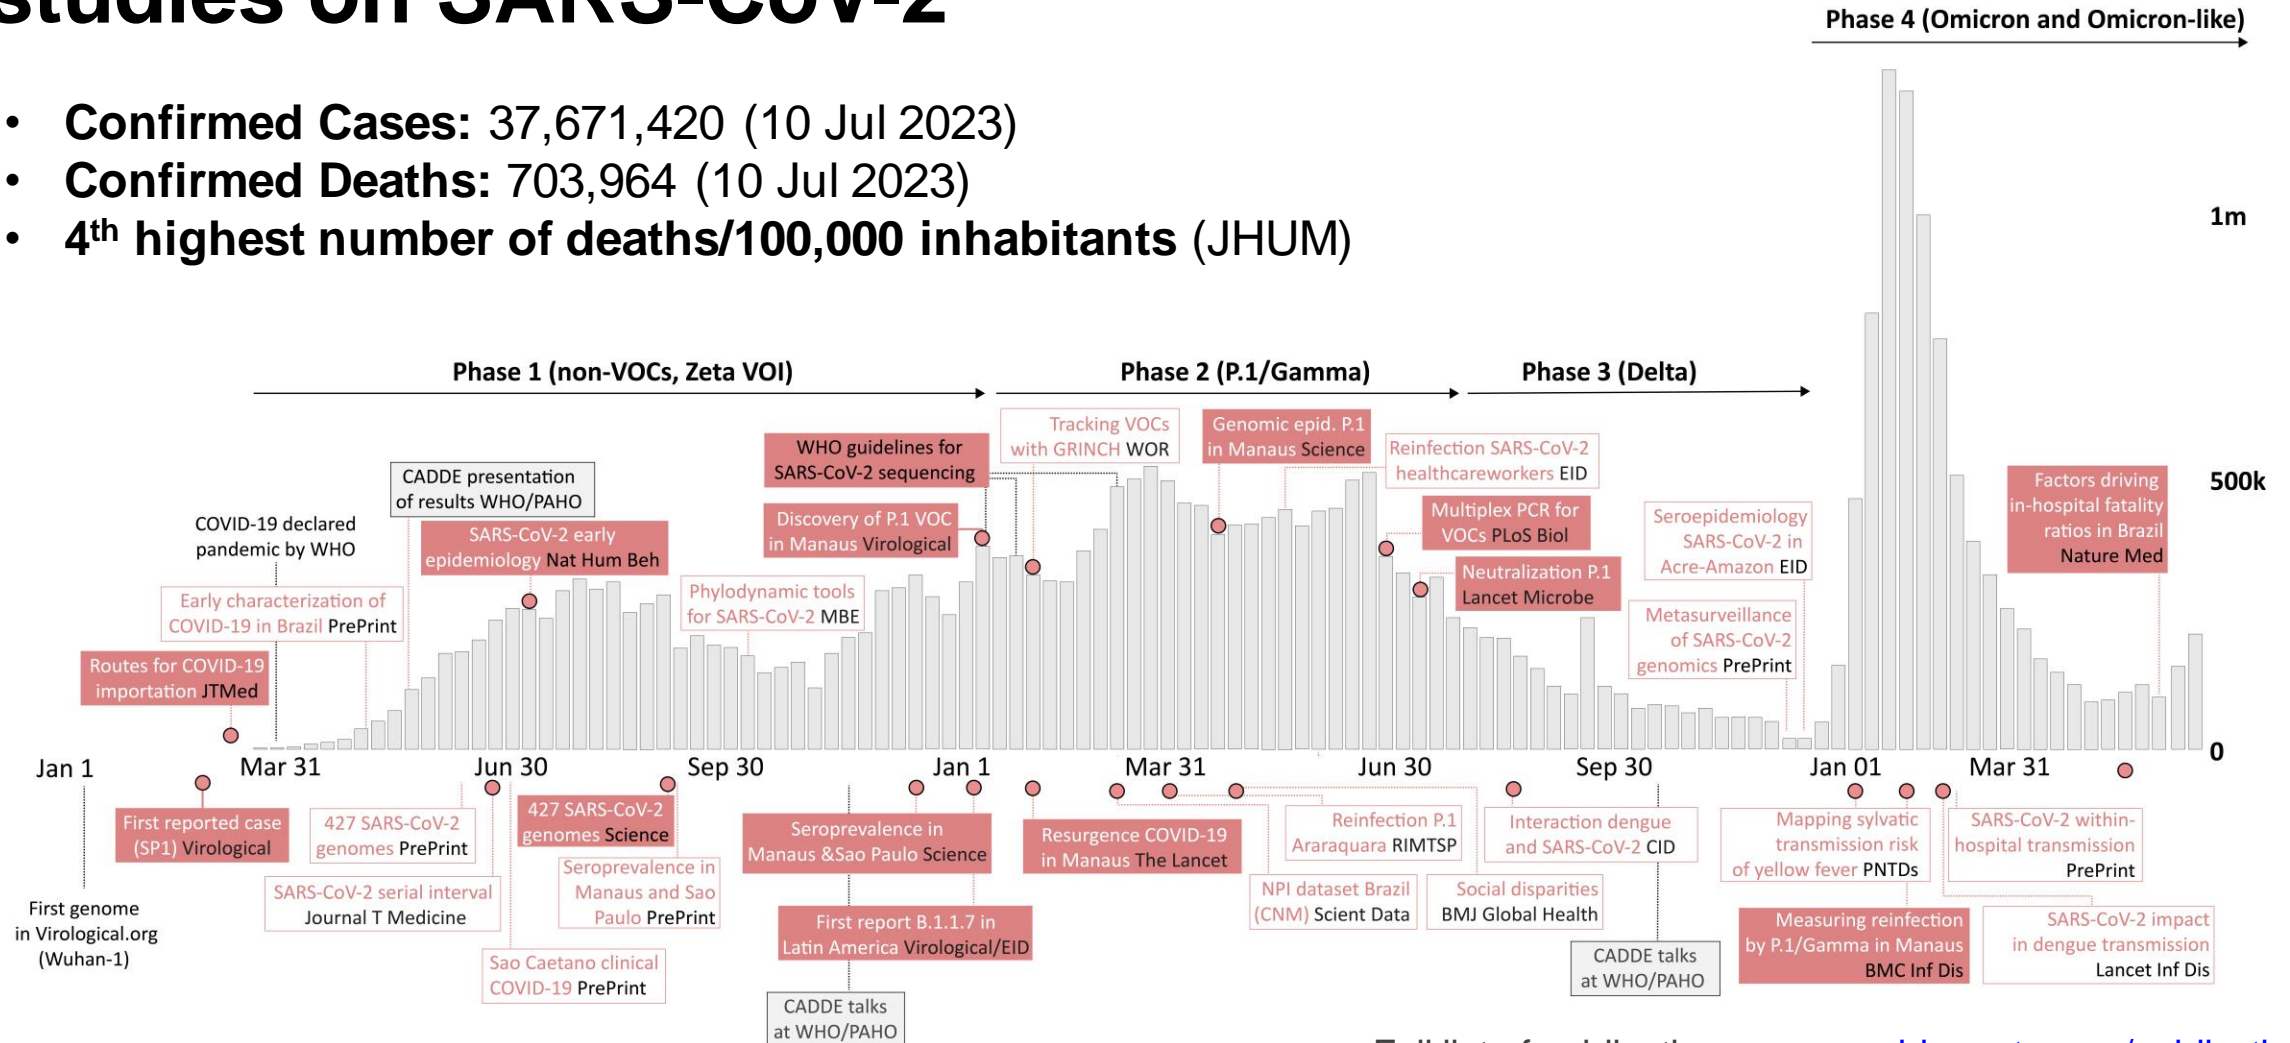 studies on SARS-CoV-2
• Confirmed Cases: 37,671,420 (10 Jul 2023)
• Confirmed Deaths: 703,964 (10 Jul 2023)
• 4th highest number of deaths/100,000 inhabitants (JHUM)
Phase 4 (Omicron and Omicron-like)
1m
500k
0
Phase 1 (non-VOCs, Zeta VOI)
Phase 2 (P.1/Gamma)
Phase 3 (Delta)
COVID-19 declared
pandemic by WHO
CADDE presentation
of results WHO/PAHO
SARS-CoV-2 early
epidemiology Nat Hum Beh
Early characterization of
COVID-19 in Brazil PrePrint
Routes for COVID-19
importation JTMed
Phylodynamic tools
for SARS-CoV-2 MBE
WHO guidelines for
SARS-CoV-2 sequencing
Discovery of P.1 VOC
in Manaus Virological
Tracking VOCs
with GRINCH WOR
Genomic epid. P.1
in Manaus Science
Reinfection SARS-CoV-2
healthcareworkers EID
Multiplex PCR for
VOCs PLoS Biol
Neutralization P.1
Lancet Microbe
Seroepidemiology
SARS-CoV-2 in
Acre-Amazon EID
Metasurveillance
of SARS-CoV-2
genomics PrePrint
Factors driving
in-hospital fatality
ratios in Brazil
Nature Med
Jan 1
Mar 31
Jun 30
Sep 30
Jan 1
Mar 31
Jun 30
Sep 30
Jan 01
Mar 31
First genome
in Virological.org
(Wuhan-1)
First reported case
(SP1) Virological
427 SARS-CoV-2
genomes PrePrint
SARS-CoV-2 serial interval
Journal T Medicine
427 SARS-CoV-2
genomes Science
Seroprevalence in
Manaus and Sao
Paulo PrePrint
Sao Caetano clinical
COVID-19 PrePrint
Seroprevalence in
Manaus &Sao Paulo Science
First report B.1.1.7 in
Latin America Virological/EID
CADDE talks
at WHO/PAHO
Resurgence COVID-19
in Manaus The Lancet
Reinfection P.1
Araraquara RIMTSP
NPI dataset Brazil
(CNM) Scient Data
Social disparities
BMJ Global Health
Interaction dengue
and SARS-CoV-2 CID
CADDE talks
at WHO/PAHO
Mapping sylvatic
transmission risk
of yellow fever PNTDs
SARS-CoV-2 within-
hospital transmission
PrePrint
Measuring reinfection
by P.1/Gamma in Manaus
BMC Inf Dis
SARS-CoV-2 impact
in dengue transmission
Lancet Inf Dis